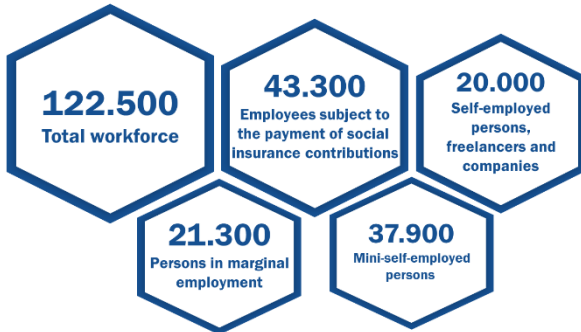 122.500
Total workforce
43.300
Employees subject to
the payment of social
insurance contributions
20.000
Self-employed
persons,
freelancers and
companies
21.300
Persons in marginal
employment
37.900
Mini-self-employed
persons